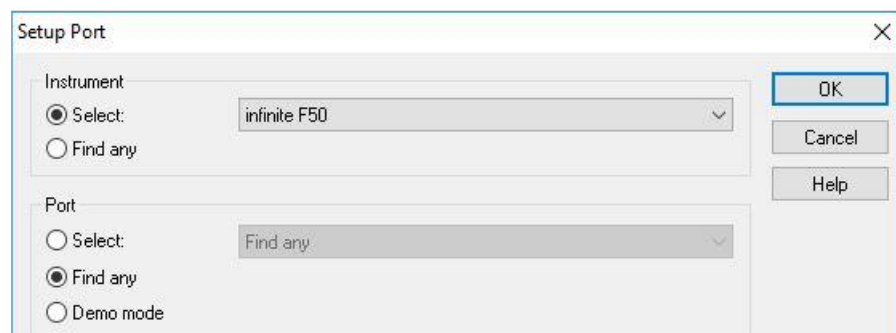 Setup Port
Instrument
Select:
infinite F50
Find any
OK
Cancel
Help
Port
Select:
Find any
Find any
Demo mode